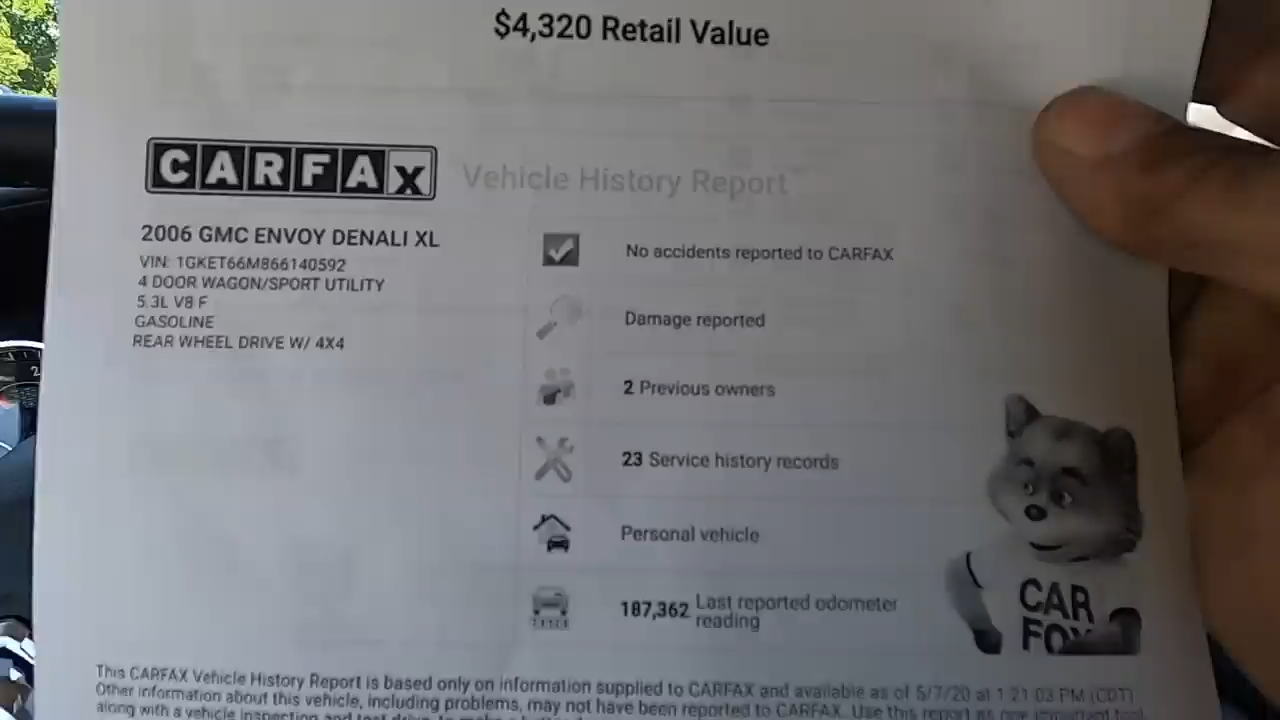 $4,320 Retail Value
CARFAX Vehicle History Report
2006 GMC ENVOY DENALI XL
VIN: 1GKET66M866140592
4 DOOR WAGON/SPORT UTILITY
5.3L V8 F
GASOLINE
REAR WHEEL DRIVE W/ 4X4
No accidents reported to CARFAX
Damage reported
2 Previous owners
23 Service history records
Personal vehicle
187,362 Last reported odometer
reading
CAR
FOX
This CARFAX Vehicle History Report is based only on information supplied to CARFAX and available as of 5/7/20 at 1:21:03 PM (CDT)
Other information about this vehicle, including problems, may not have been reported to CARFAX. Use this report as one important tool
along with a vehicle inspection and test drive, to make a